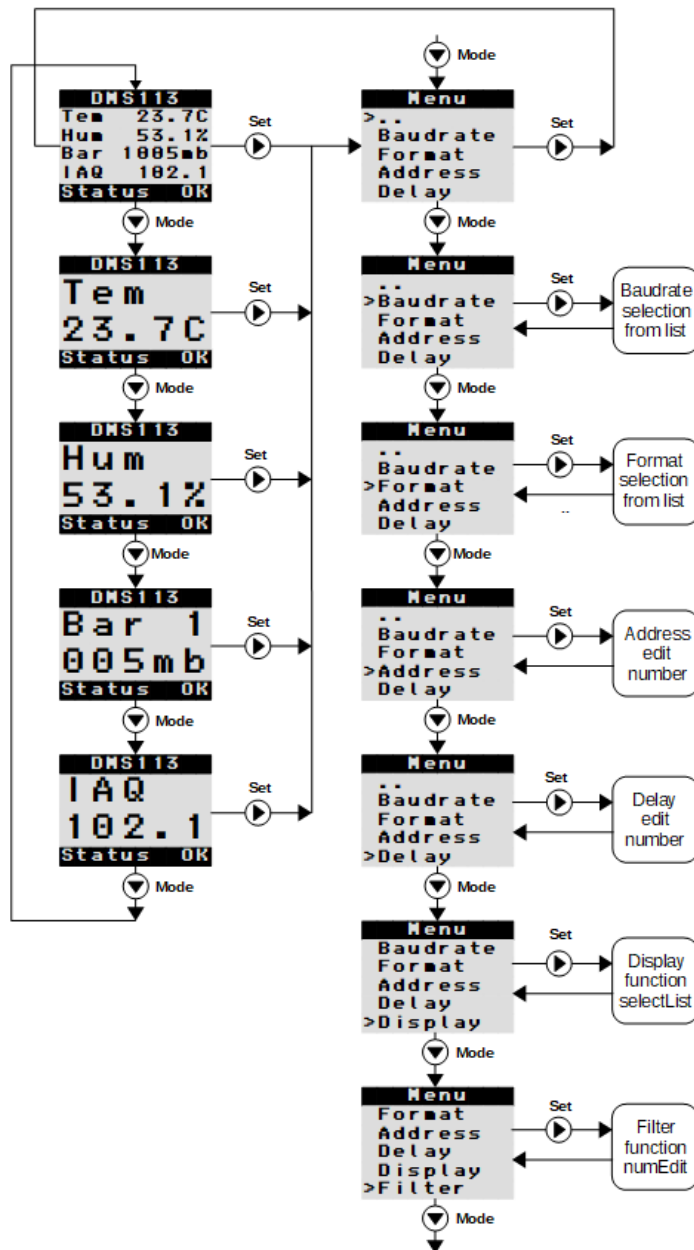 Mode
DMS113
Tem 23.7C
Hum 53.1%
Bar 1005mb
IAQ 102.1
Status OK
Set
Menu
>..
Baudrate
Format
Address
Delay
Set
Mode
Mode
DMS113
Tem
23.7C
Status OK
Set
Menu
..
>Baudrate
Format
Address
Delay
Set
Baudrate
selection
from list
Mode
Mode
DMS113
Hum
53.1%
Status OK
Set
Menu
..
Baudrate
>Format
Address
Delay
Set
..
Format
selection
from list
Mode
Mode
DMS113
Bar 1
005mb
Status OK
Set
Menu
..
Baudrate
Format
>Address
Delay
Set
Address
edit
number
Mode
Mode
DMS113
IAQ
102.1
Status OK
Set
Menu
..
Baudrate
Format
Address
>Delay
Set
Delay
edit
number
Mode
Mode
Menu
Baudrate
Format
Address
Delay
>Display
Set
Display
function
selectList
Mode
Menu
Format
Address
Delay
Display
>Filter
Set
Filter
function
numEdit
Mode